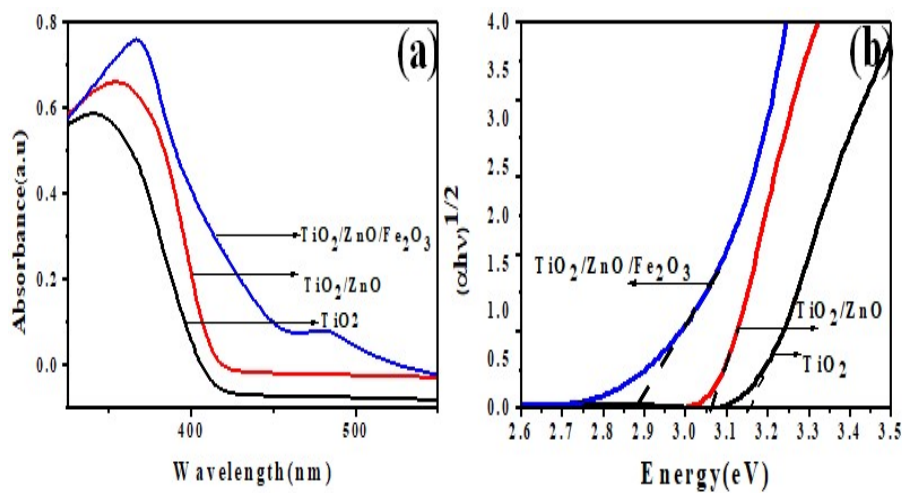 (a)
0.8
0.6
0.4
0.2
0.0
Absorbance(a.u)
TiO2/ZnO/Fe2O3
TiO2/ZnO
TiO2
400
500
Wavelength(nm)
(b)
4.0
3.5
3.0
2.5
2.0
1.5
1.0
0.5
0.0
(αhν)1/2
TiO2/ZnO/Fe2O3
TiO2/ZnO
TiO2
2.6 2.7 2.8 2.9 3.0 3.1 3.2 3.3 3.4 3.5
Energy(eV)